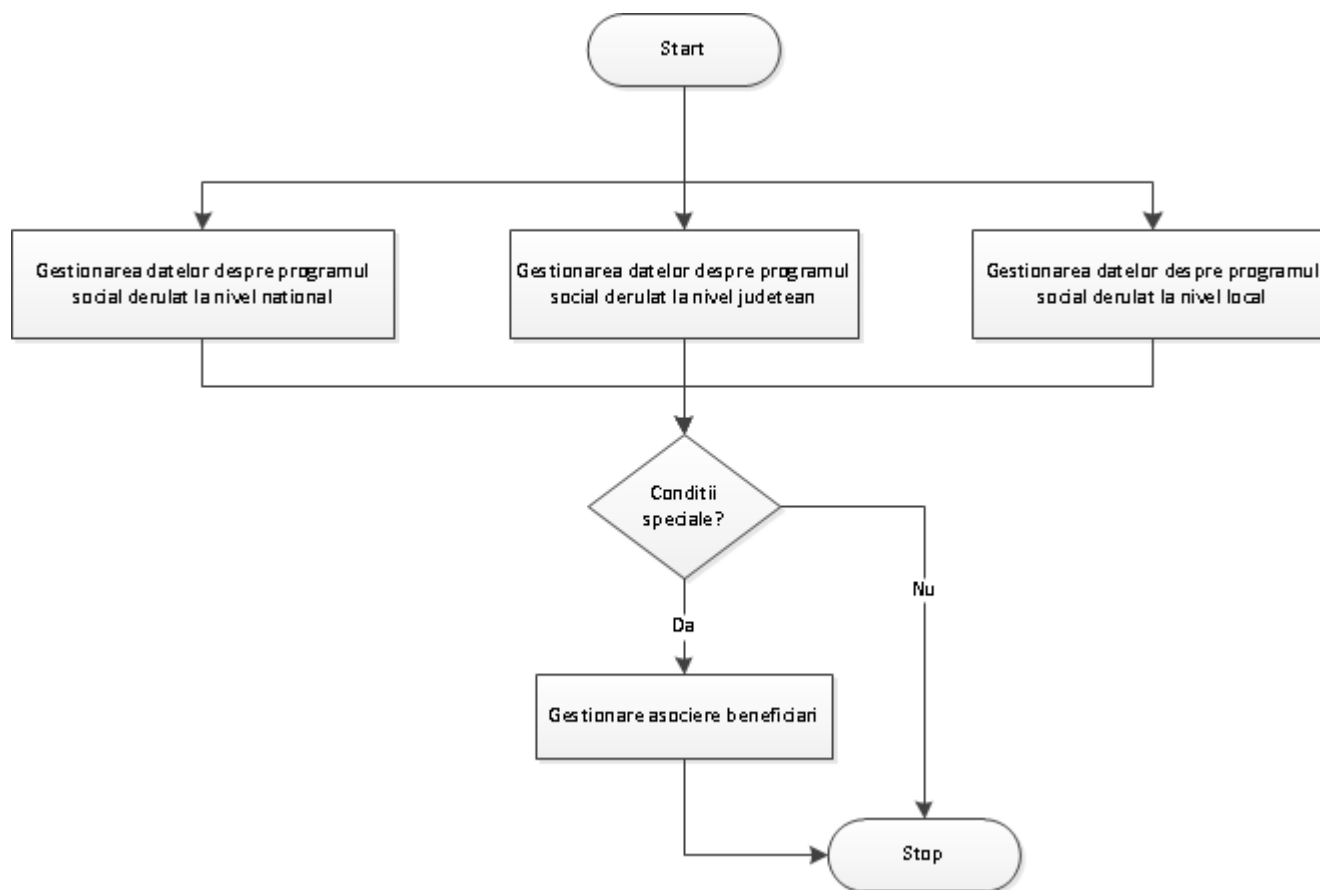 Start
Gestionarea datelor despre programul
social derulat la nivel national
Gestionarea datelor despre programul
social derulat la nivel judetean
Gestionarea datelor despre programul
social derulat la nivel local
Conditii
speciale?
Nu
Da
Gestionare asociere beneficiari
Stop